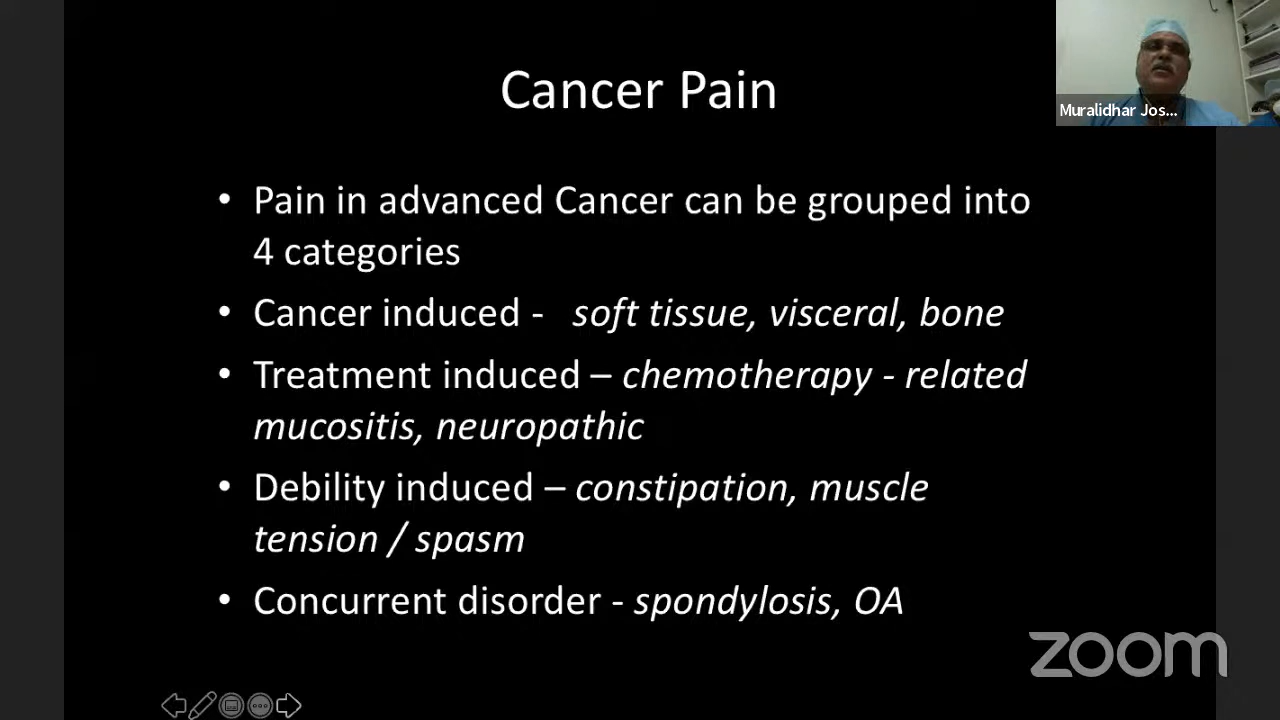 Cancer Pain
Muralidhar Jos...
• Pain in advanced Cancer can be grouped into
4 categories
• Cancer induced - soft tissue, visceral, bone
• Treatment induced – chemotherapy - related
mucositis, neuropathic
• Debility induced – constipation, muscle
tension / spasm
• Concurrent disorder - spondylosis, OA
zoom